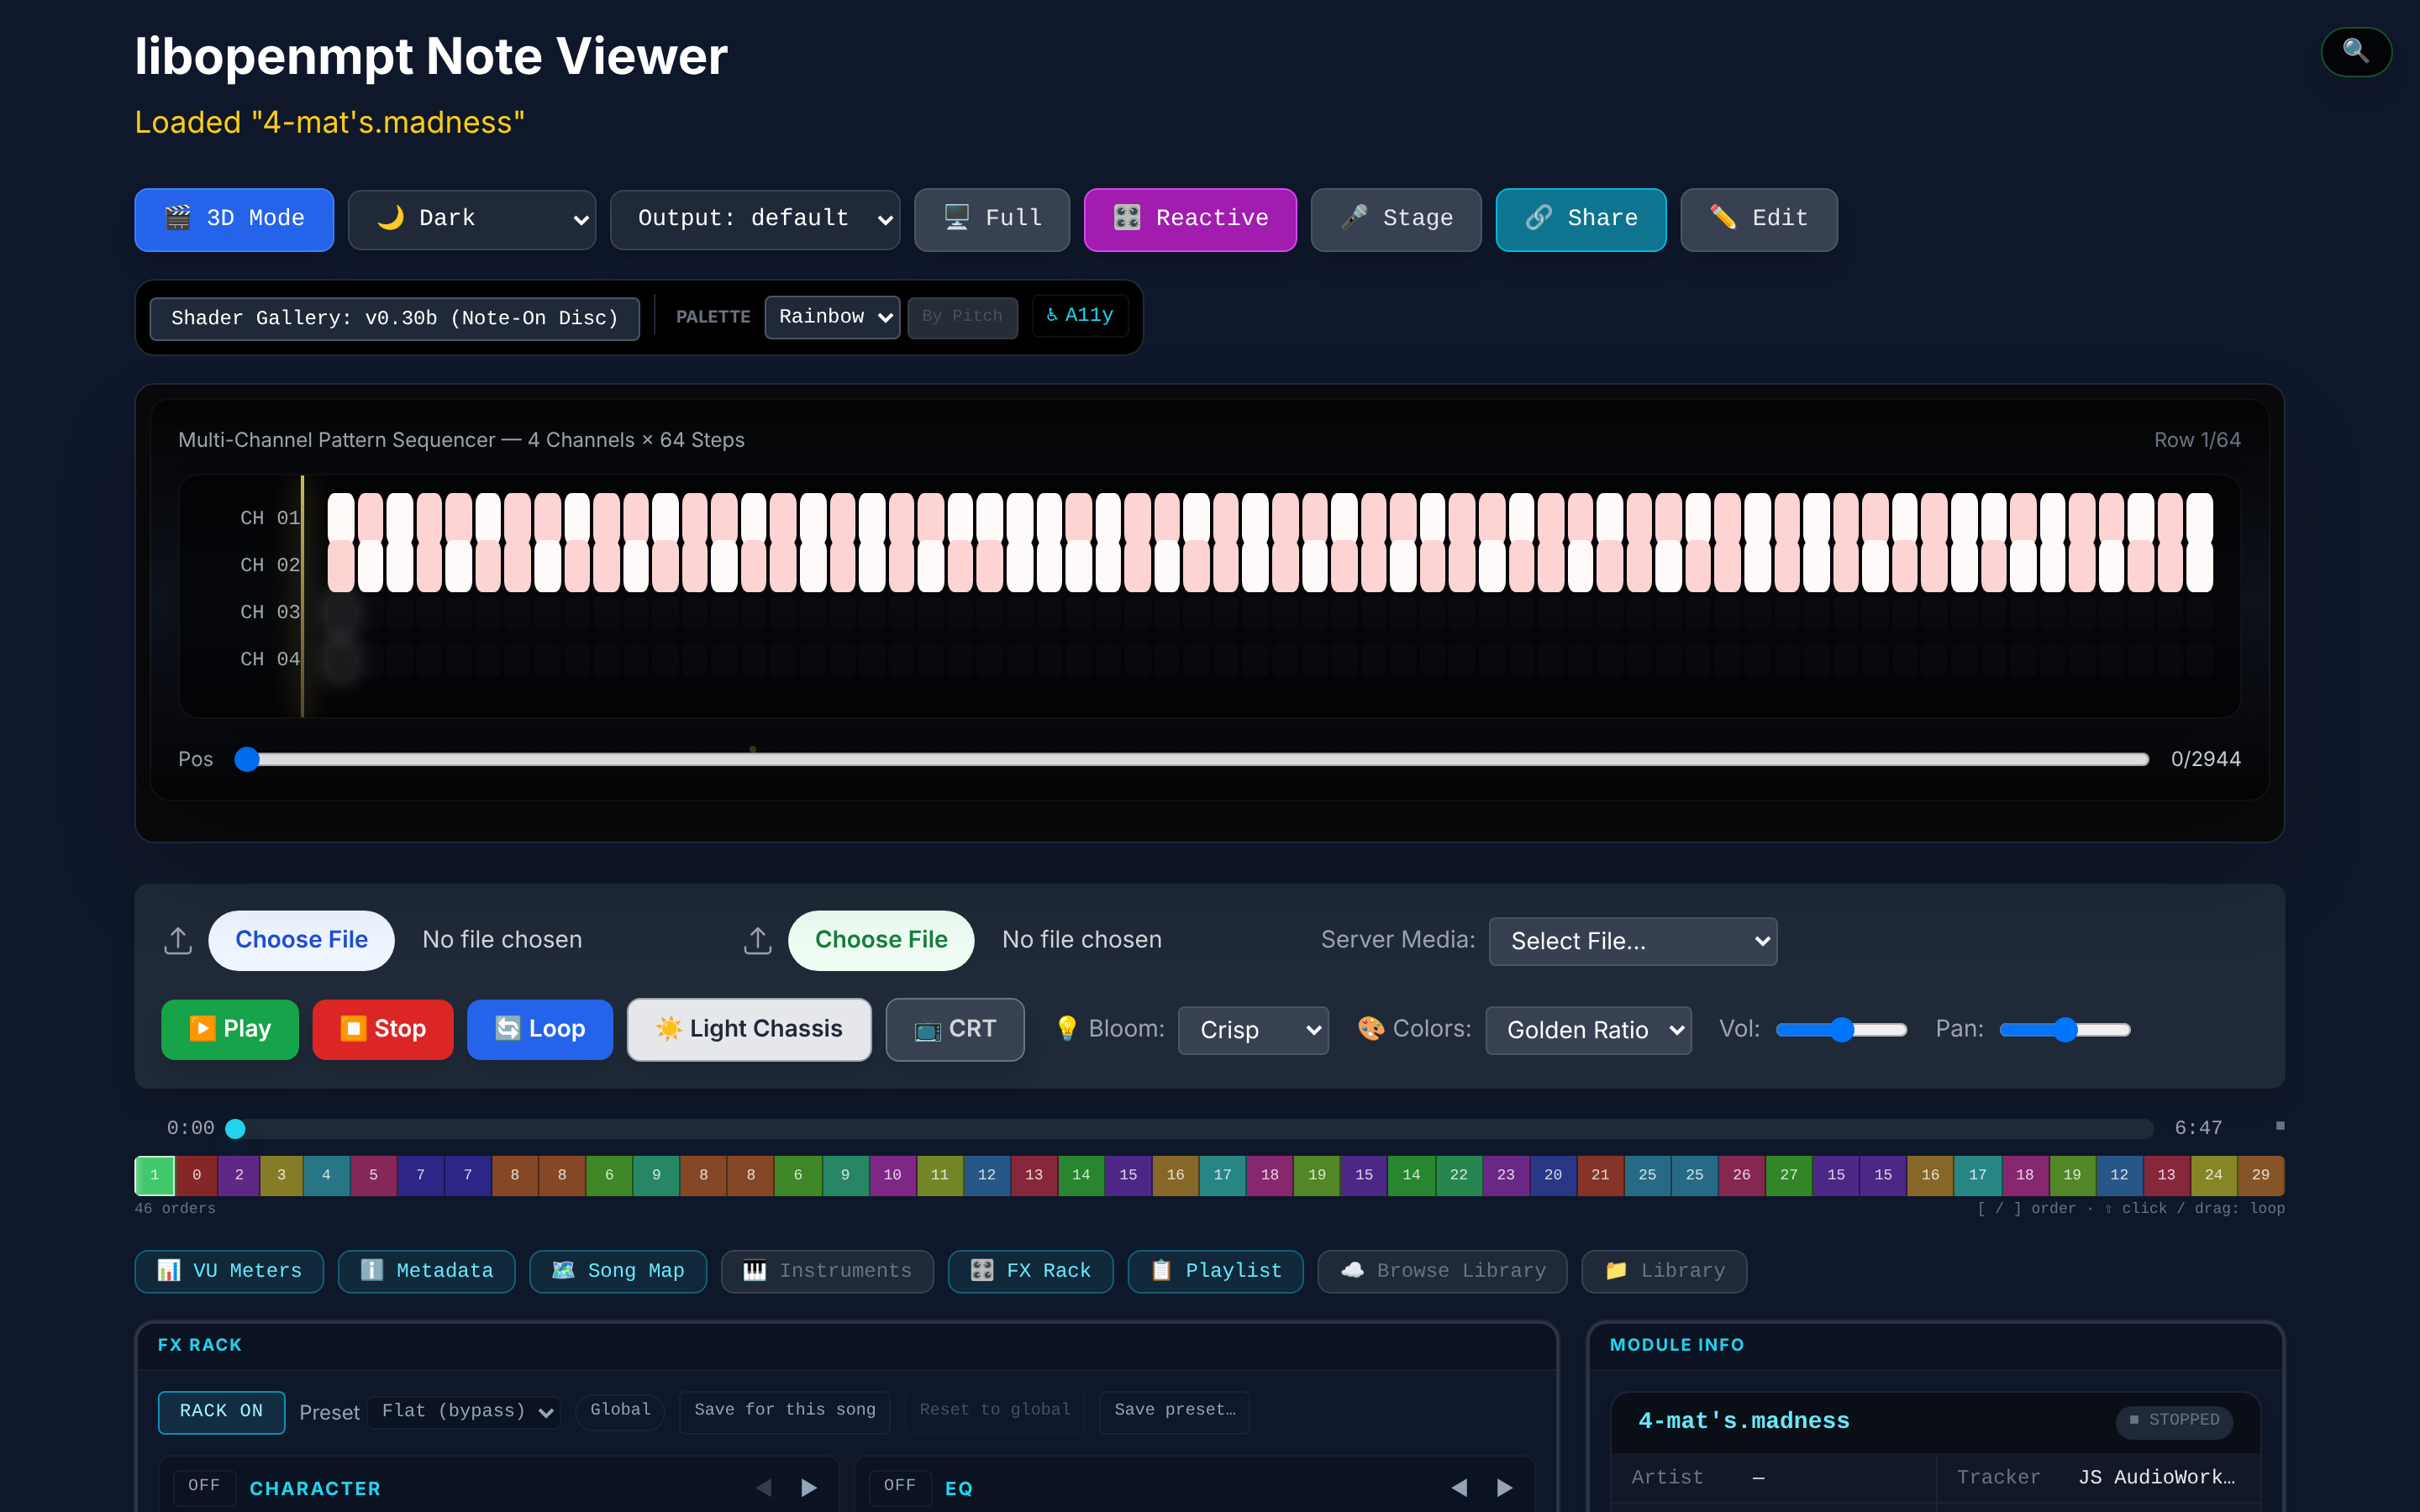 libopenmpt Note Viewer
Loaded "4-mat's.madness"
3D Mode Dark Output: default Full Reactive Stage Share Edit
Shader Gallery: v0.30b (Note-On Disc) PALETTE Rainbow By Pitch A11y
Multi-Channel Pattern Sequencer — 4 Channels × 64 Steps Row 1/64
CH 01
CH 02
CH 03
CH 04
Pos 0/2944
Choose File No file chosen Choose File No file chosen Server Media: Select File...
Play Stop Loop Light Chassis CRT Bloom: Crisp Colors: Golden Ratio Vol: Pan:
0:00 6:47
1 0 2 3 4 5 7 7 8 8 6 9 8 8 6 9 10 11 12 13 14 15 16 17 18 19 15 14 22 23 20 21 25 25 26 27 15 15 16 17 18 19 12 13 24 29
46 orders [ / ] order · ⇧ click / drag: loop
VU Meters Metadata Song Map Instruments FX Rack Playlist Browse Library Library
FX RACK MODULE INFO
RACK ON Preset Flat (bypass) Global Save for this song Reset to global Save preset…
4-mat's.madness ■ STOPPED
OFF CHARACTER ◀ ▶ OFF EQ ◀ ▶
Artist — Tracker JS AudioWork…